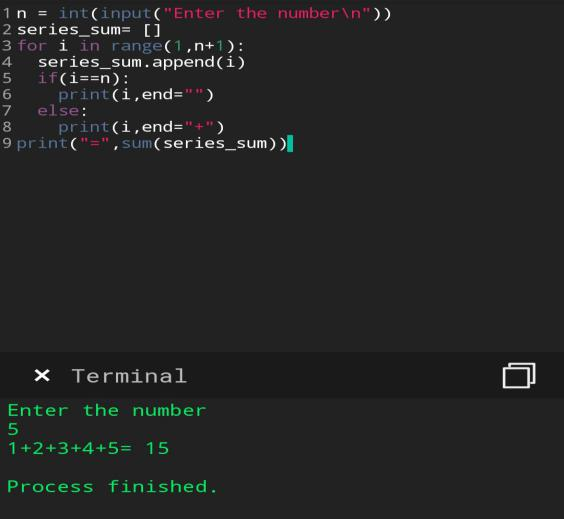 1 n = int(input("Enter the number\n"))
2 series_sum= []
3 for i in range(1,n+1):
4   series_sum.append(i)
5   if(i==n):
6     print(i,end="")
7   else:
8     print(i,end="+")
9 print("=",sum(series_sum))
× Terminal
Enter the number
5
1+2+3+4+5= 15
Process finished.